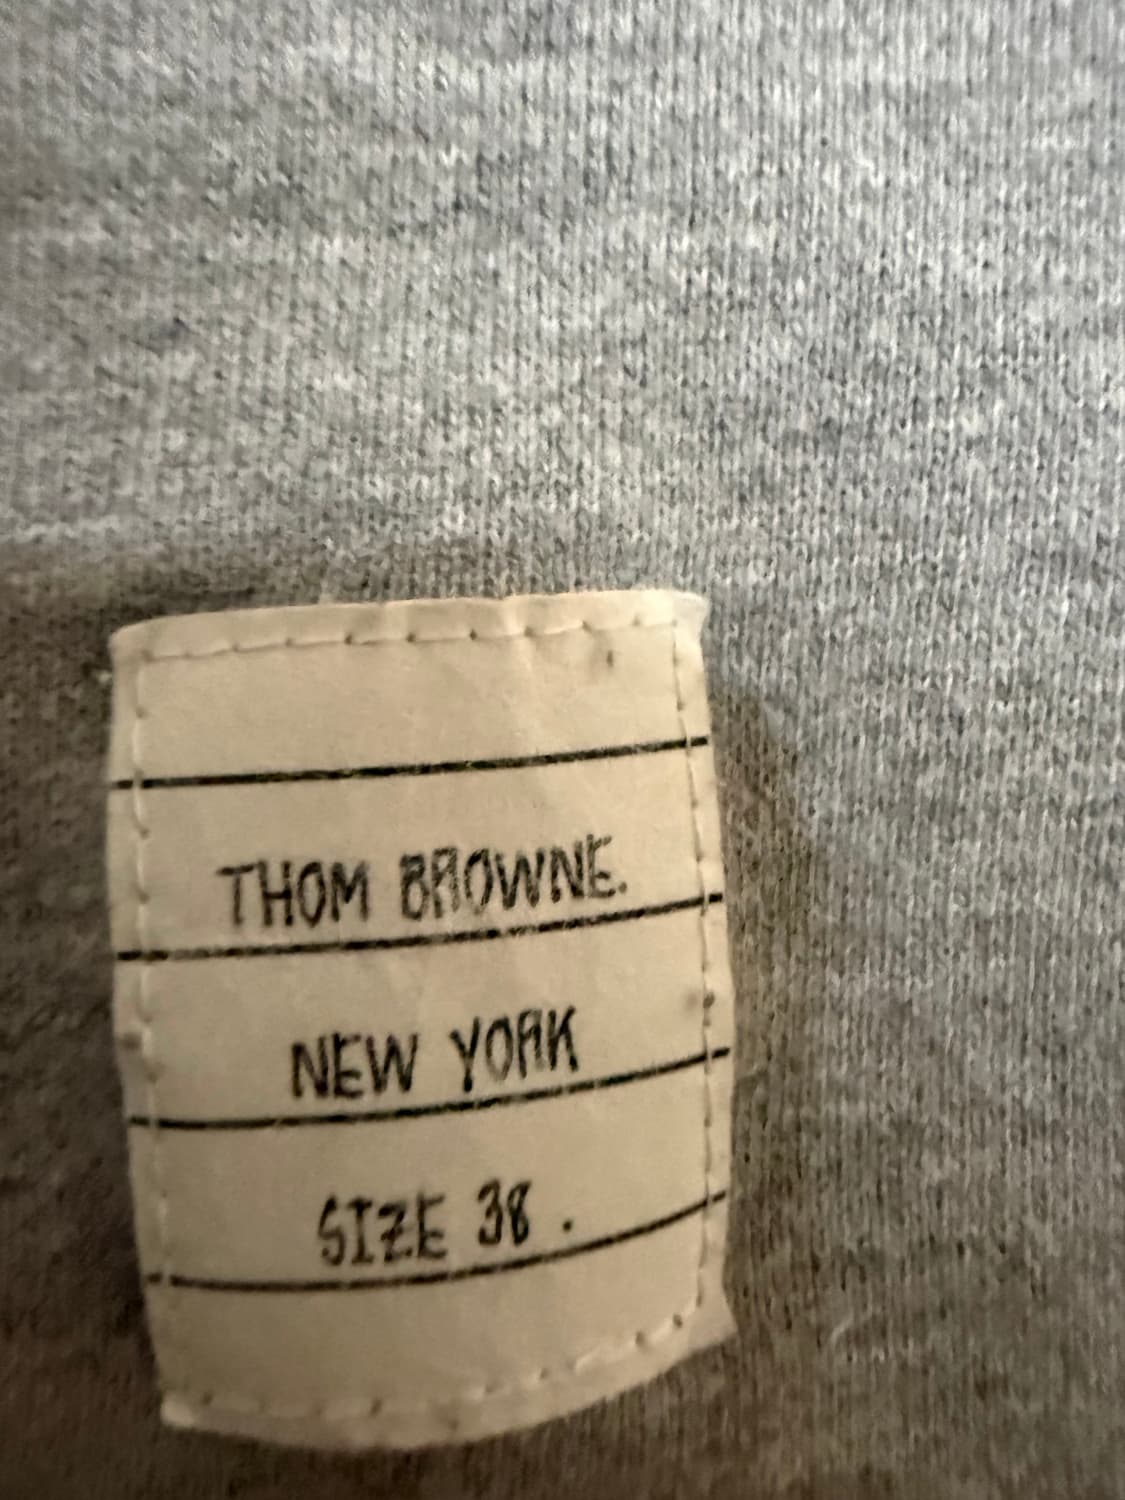 THOM BROWNE.
NEW YORK
SIZE 38 .